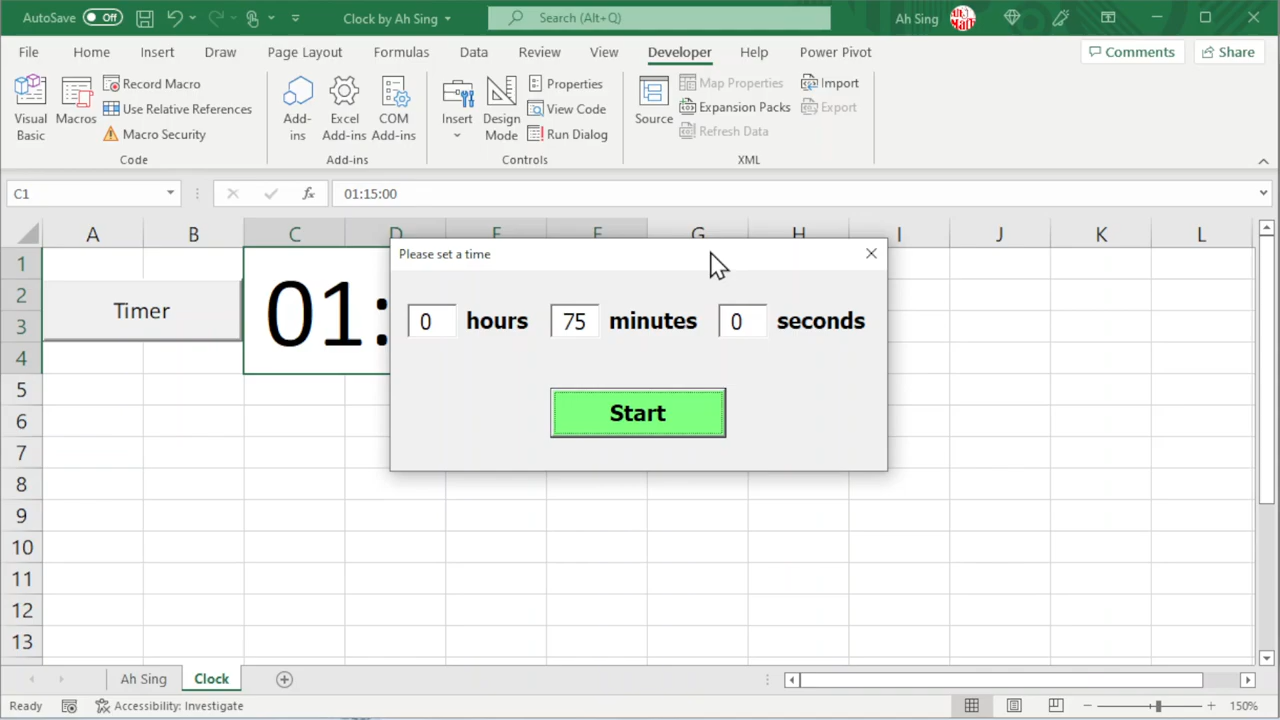 AutoSave Off Clock by Ah Sing Search (Alt+Q) Ah Sing
File Home Insert Draw Page Layout Formulas Data Review View Developer Help Power Pivot Comments Share
Visual Basic
Macros
Record Macro
Use Relative References
Macro Security
Code
Add-ins
Excel Add-ins
COM Add-ins
Add-ins
Insert
Design Mode
Properties
View Code
Run Dialog
Controls
Source
Map Properties
Expansion Packs
Refresh Data
Import
Export
XML
C1 fx 01:15:00
A B C D E F G H I J K L
1
2
3
4
5
6
7
8
9
10
11
12
13
Timer
01:
Please set a time
0 hours 75 minutes 0 seconds
Start
Ah Sing Clock
Ready Accessibility: Investigate 150%